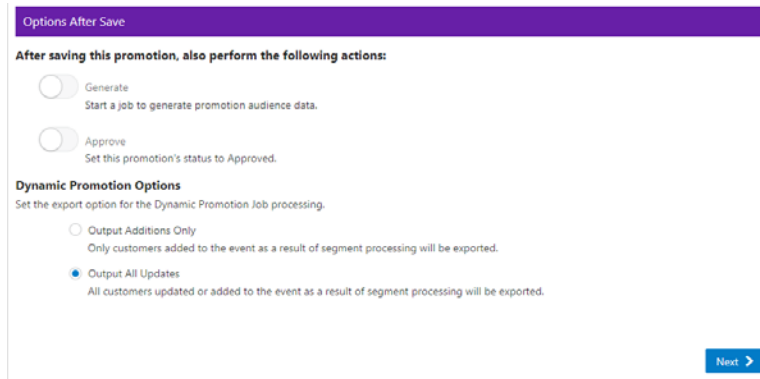 Options After Save
After saving this promotion, also perform the following actions:
Generate
Start a job to generate promotion audience data.
Approve
Set this promotion's status to Approved.
Dynamic Promotion Options
Set the export option for the Dynamic Promotion Job processing.
Output Additions Only
Only customers added to the event as a result of segment processing will be exported.
Output All Updates
All customers updated or added to the event as a result of segment processing will be exported.
Next